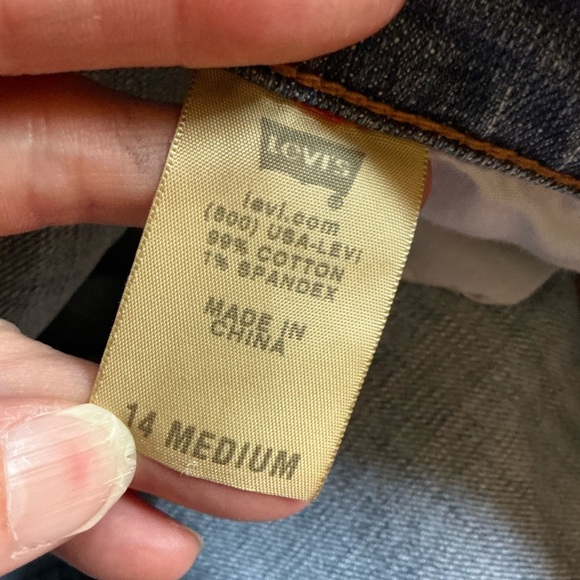 Levi's
levi.com
(800) USA-LEVI
99% COTTON
1% SPANDEX
MADE IN
CHINA
14 MEDIUM